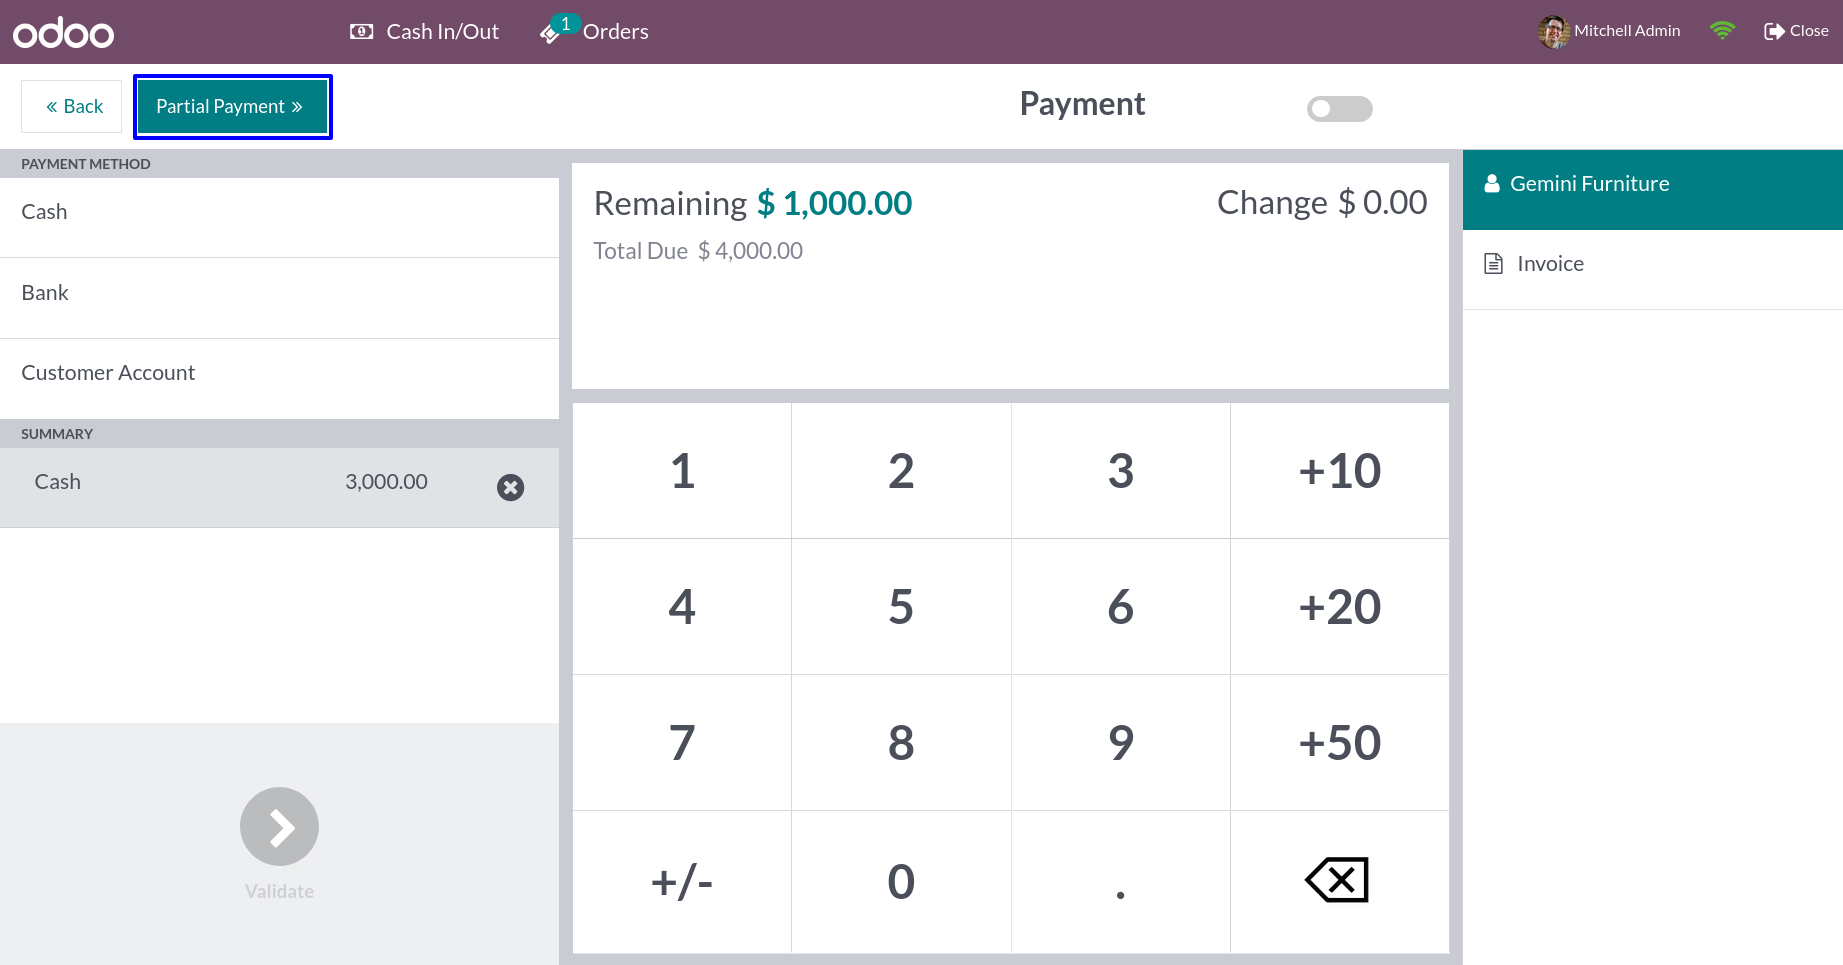 odoo
Cash In/Out
1
Orders
Mitchell Admin
Close
« Back
Partial Payment »
Payment
PAYMENT METHOD
Cash
Bank
Customer Account
SUMMARY
Cash 3,000.00
Validate
Remaining $ 1,000.00
Change $ 0.00
Total Due $ 4,000.00
1 2 3 +10
4 5 6 +20
7 8 9 +50
+/- 0 .
Gemini Furniture
Invoice